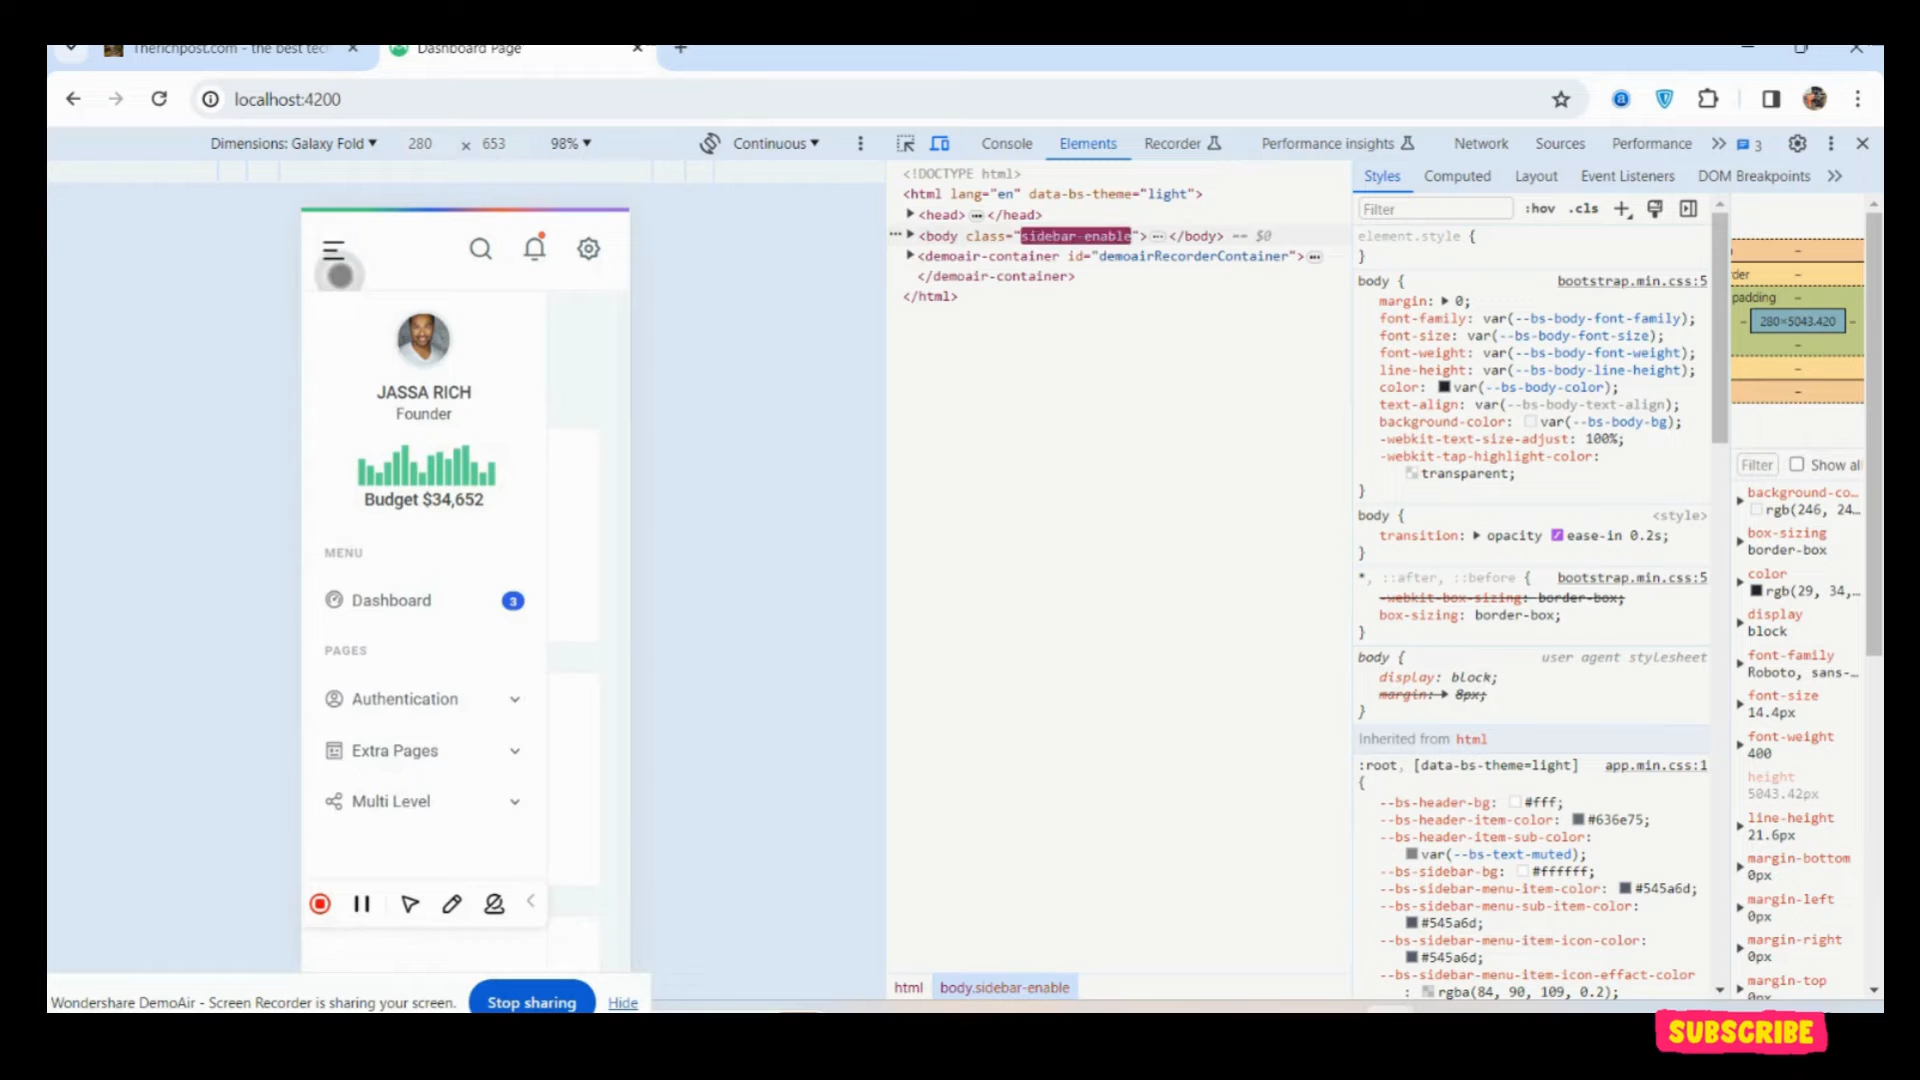 Therichpost.com - the best tec
Dashboard Page
localhost:4200
Dimensions: Galaxy Fold
280 x 653
98%
Continuous
Console
Elements
Recorder
Performance insights
Network
Sources
Performance
3
JASSA RICH
Founder
Budget $34,652
MENU
Dashboard
3
PAGES
Authentication
Extra Pages
Multi Level
Wondershare DemoAir - Screen Recorder is sharing your screen.
Stop sharing
Hide
<!DOCTYPE html>
<html lang="en" data-bs-theme="light">
<head> … </head>
<body class="sidebar-enable"> … </body> == $0
<demoair-container id="demoairRecorderContainer"> …
</demoair-container>
</html>
html
body.sidebar-enable
Styles
Computed
Layout
Event Listeners
DOM Breakpoints
Filter
:hov
.cls
element.style {
}
body {
bootstrap.min.css:5
margin: 0;
font-family: var(--bs-body-font-family);
font-size: var(--bs-body-font-size);
font-weight: var(--bs-body-font-weight);
line-height: var(--bs-body-line-height);
color: var(--bs-body-color);
text-align: var(--bs-body-text-align);
background-color: var(--bs-body-bg);
-webkit-text-size-adjust: 100%;
-webkit-tap-highlight-color:
transparent;
}
body {
<style>
transition: opacity ease-in 0.2s;
}
*, ::after, ::before {
bootstrap.min.css:5
-webkit-box-sizing: border-box;
box-sizing: border-box;
}
body {
user agent stylesheet
display: block;
margin: 8px;
}
Inherited from html
:root, [data-bs-theme=light]
app.min.css:1
{
--bs-header-bg: #fff;
--bs-header-item-color: #636e75;
--bs-header-item-sub-color:
var(--bs-text-muted);
--bs-sidebar-bg: #ffffff;
--bs-sidebar-menu-item-color: #545a6d;
--bs-sidebar-menu-sub-item-color:
#545a6d;
--bs-sidebar-menu-item-icon-color:
#545a6d;
--bs-sidebar-menu-item-icon-effact-color
: rgba(84, 90, 109, 0.2);
der
padding
280×5043.420
Filter
Show all
background-co…
rgb(246, 24…
box-sizing
border-box
color
rgb(29, 34,…
display
block
font-family
Roboto, sans-…
font-size
14.4px
font-weight
400
height
5043.42px
line-height
21.6px
margin-bottom
0px
margin-left
0px
margin-right
0px
margin-top
0px
SUBSCRIBE